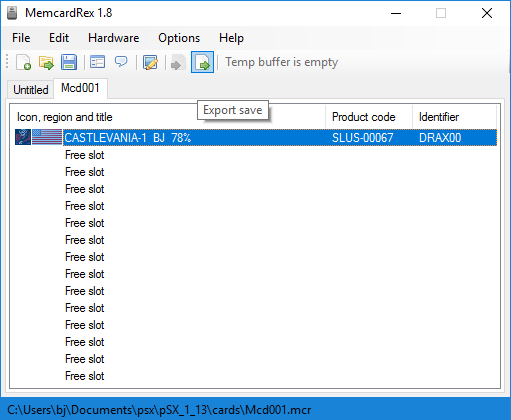 MemcardRex 1.8
File Edit Hardware Options Help
Temp buffer is empty
Untitled Mcd001
Export save
Icon, region and title Product code Identifier
CASTLEVANIA-1 BJ 78% SLUS-00067 DRAX00
Free slot
Free slot
Free slot
Free slot
Free slot
Free slot
Free slot
Free slot
Free slot
Free slot
Free slot
Free slot
Free slot
Free slot
C:\Users\bj\Documents\psx\pSX_1_13\cards\Mcd001.mcr